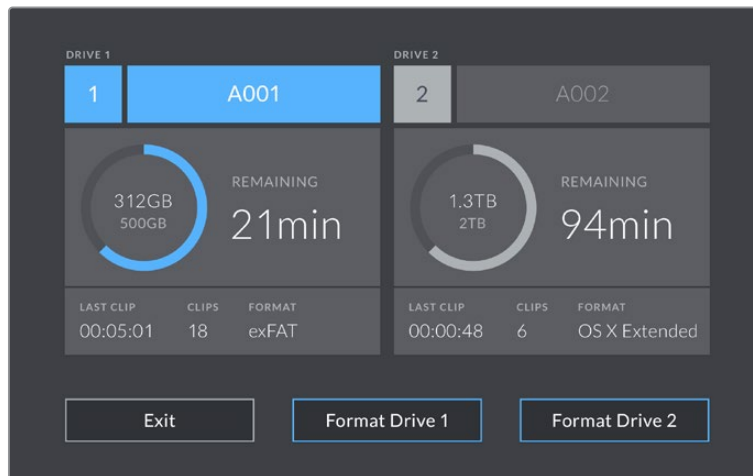 DRIVE 1
1
A001
312GB
500GB
REMAINING
21min
LAST CLIP CLIPS FORMAT
00:05:01 18 exFAT
DRIVE 2
2
A002
1.3TB
2TB
REMAINING
94min
LAST CLIP CLIPS FORMAT
00:00:48 6 OS X Extended
Exit
Format Drive 1
Format Drive 2